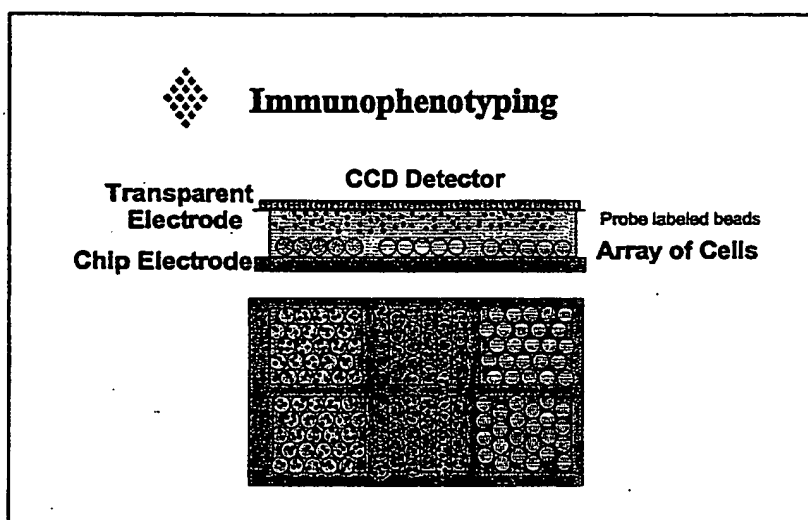 Immunophenotyping
CCD Detector
Transparent
Electrode
Probe labeled beads
Array of Cells
Chip Electrode